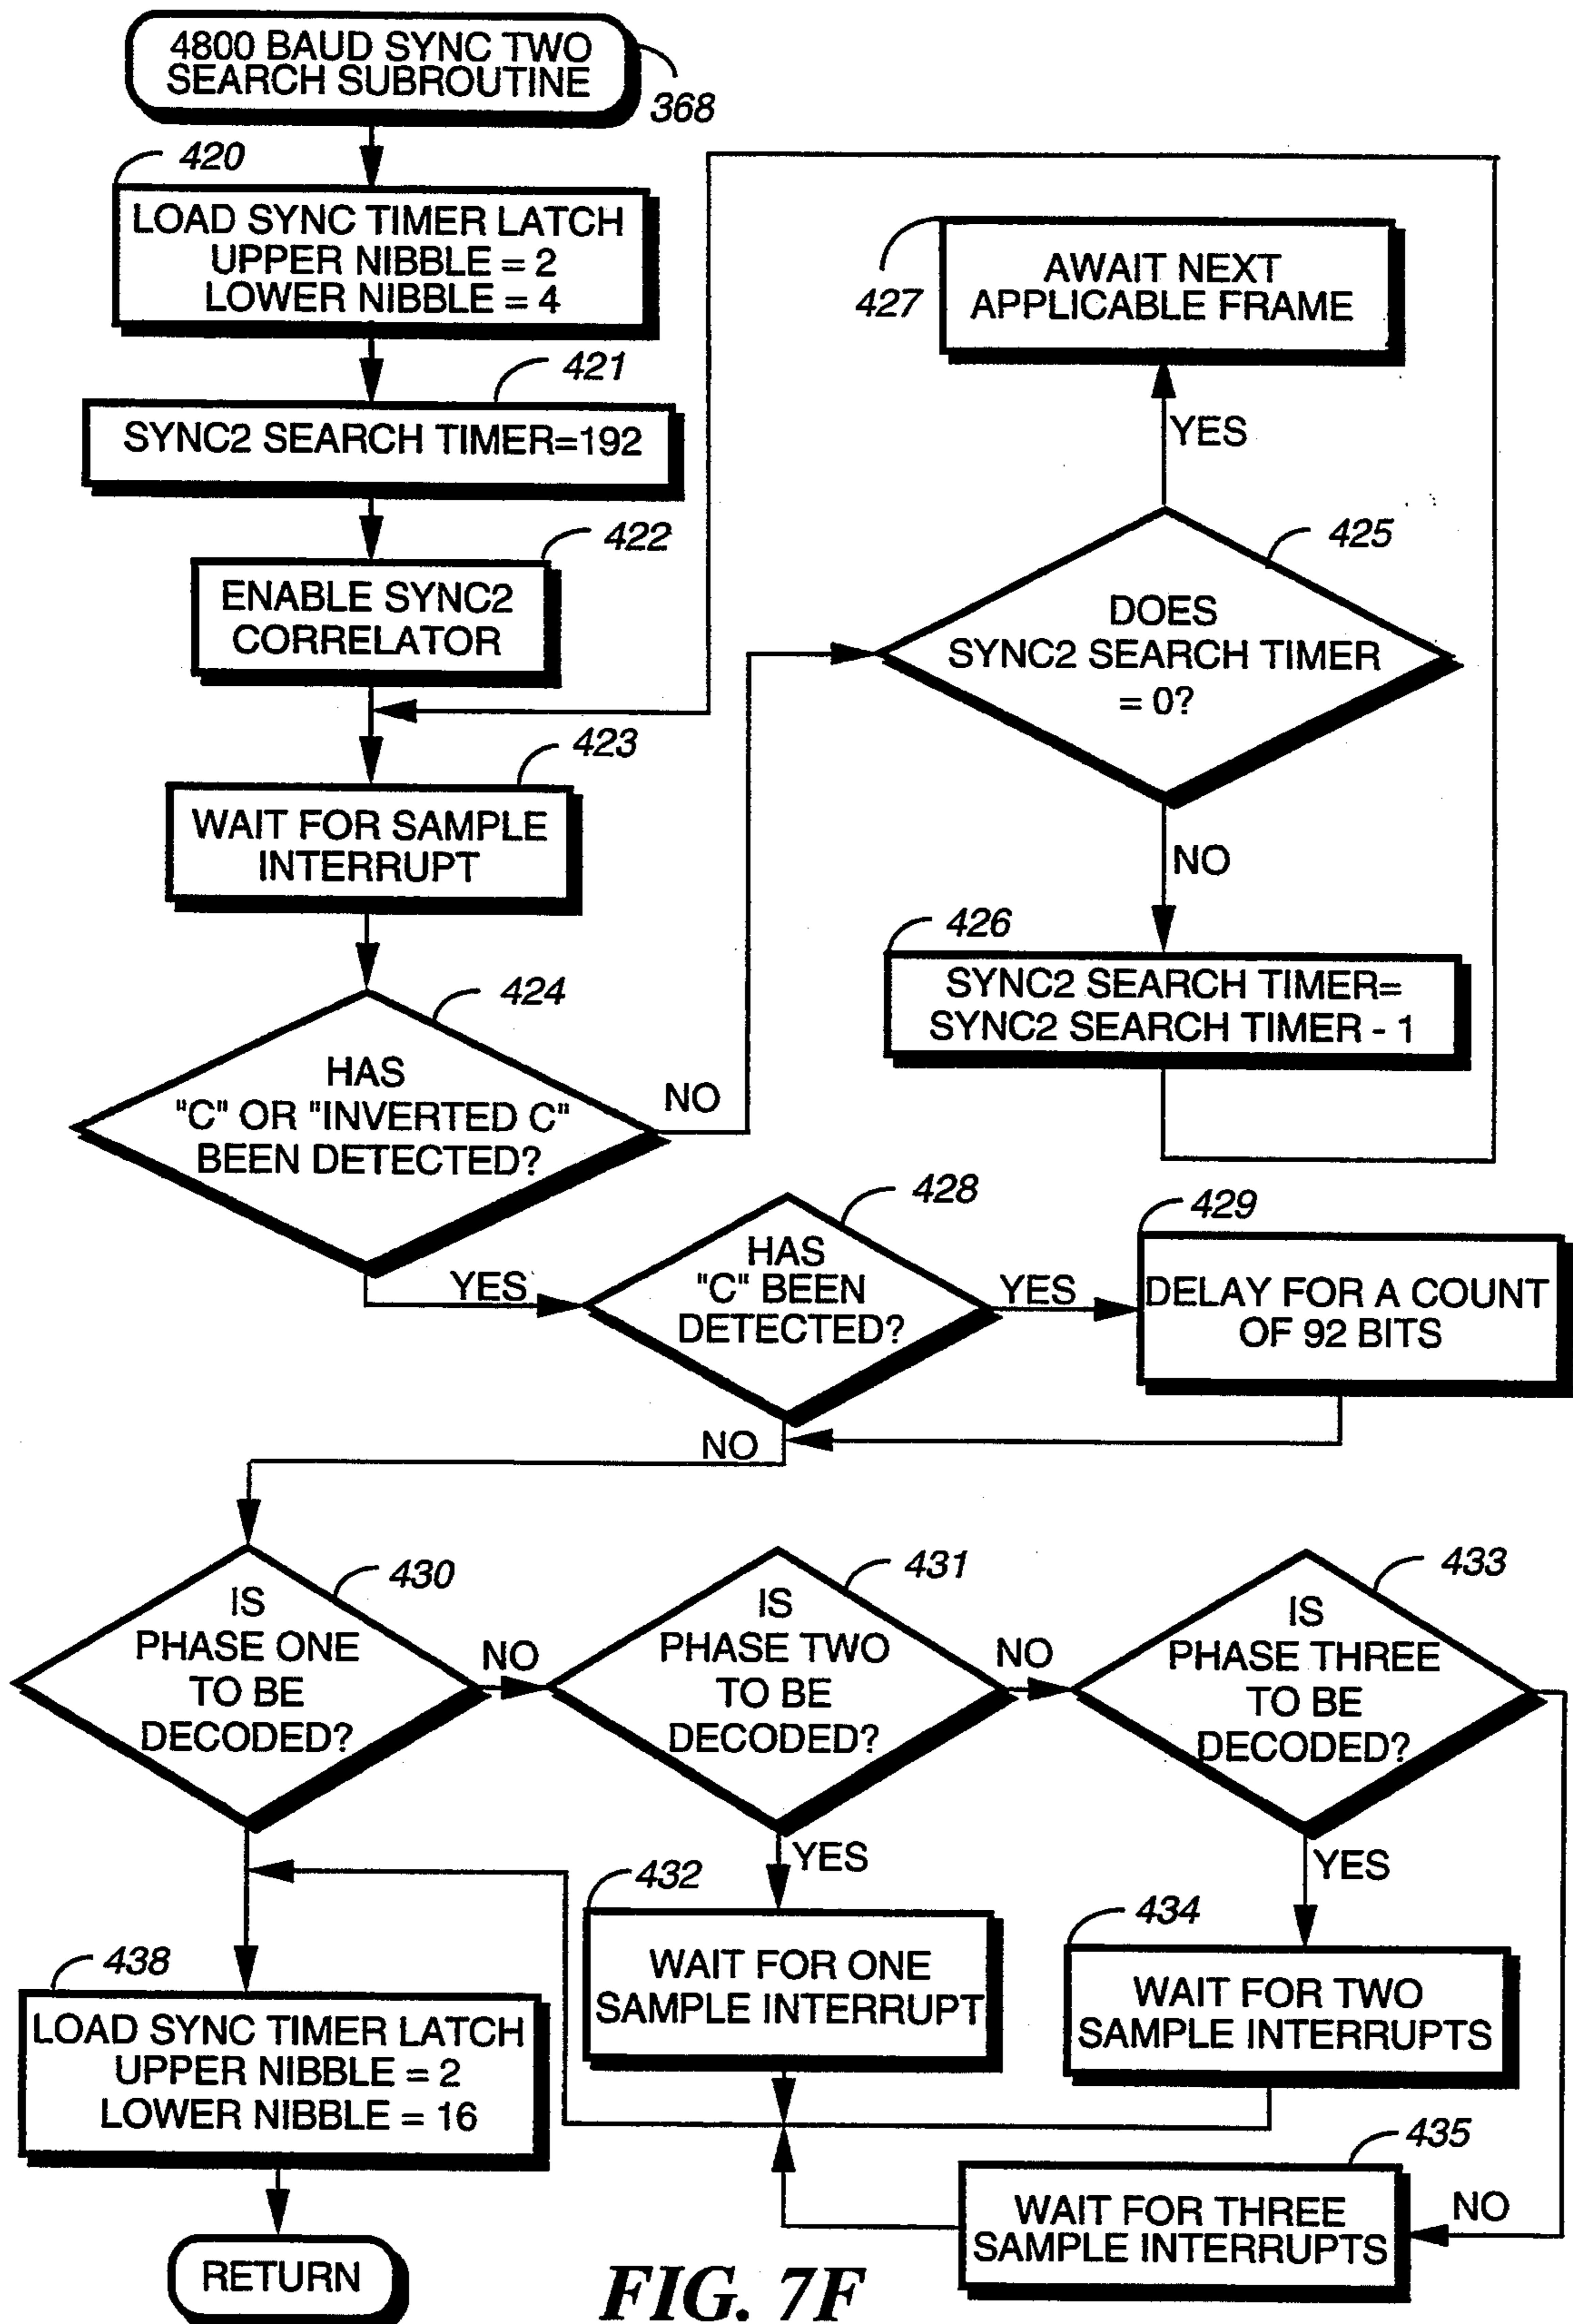 4800 BAUD SYNC TWO
SEARCH SUBROUTINE
368
420
LOAD SYNC TIMER LATCH
UPPER NIBBLE = 2
LOWER NIBBLE = 4
421
SYNC2 SEARCH TIMER=192
422
ENABLE SYNC2
CORRELATOR
423
WAIT FOR SAMPLE
INTERRUPT
424
HAS
"C" OR "INVERTED C"
BEEN DETECTED?
NO
YES
427
AWAIT NEXT
APPLICABLE FRAME
YES
425
DOES
SYNC2 SEARCH TIMER
= 0?
NO
426
SYNC2 SEARCH TIMER=
SYNC2 SEARCH TIMER - 1
428
HAS
"C" BEEN
DETECTED?
YES
NO
429
DELAY FOR A COUNT
OF 92 BITS
430
IS
PHASE ONE
TO BE
DECODED?
NO
431
IS
PHASE TWO
TO BE
DECODED?
NO
YES
433
IS
PHASE THREE
TO BE
DECODED?
YES
NO
432
WAIT FOR ONE
SAMPLE INTERRUPT
434
WAIT FOR TWO
SAMPLE INTERRUPTS
438
LOAD SYNC TIMER LATCH
UPPER NIBBLE = 2
LOWER NIBBLE = 16
435
WAIT FOR THREE
SAMPLE INTERRUPTS
RETURN
FIG. 7F